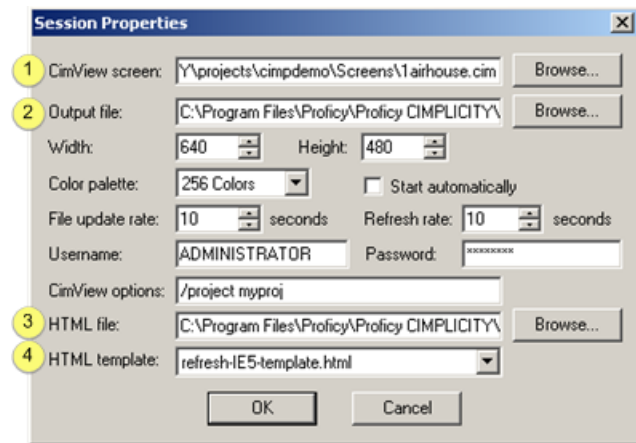 Session Properties
1 CimView screen: Y\projects\cimpdemo\Screens\1airhouse.cim Browse...
2 Output file: C:\Program Files\Proficy\Proficy CIMPLICITY\ Browse...
Width: 640 Height: 480
Color palette: 256 Colors Start automatically
File update rate: 10 seconds Refresh rate: 10 seconds
Username: ADMINISTRATOR Password: ********
CimView options: /project myproj
3 HTML file: C:\Program Files\Proficy\Proficy CIMPLICITY\ Browse...
4 HTML template: refresh-IE5-template.html
OK Cancel